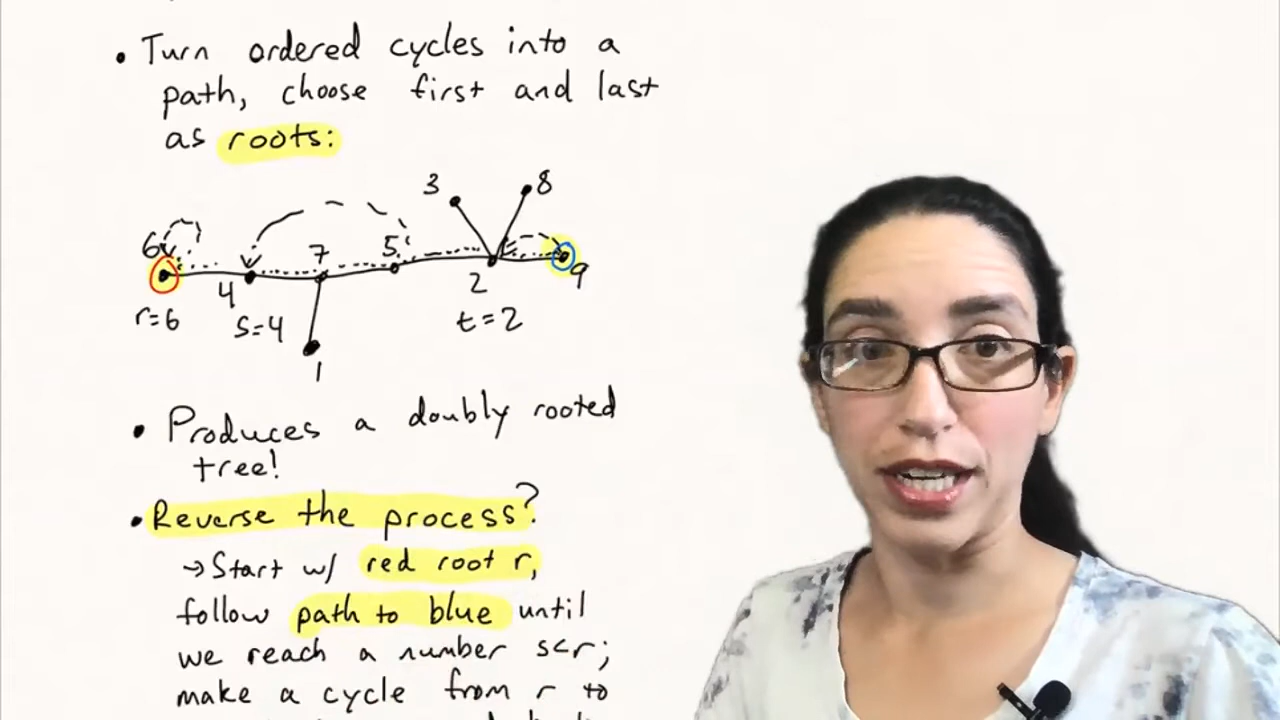 • Turn ordered cycles into a
path, choose first and last
as roots:
3 8
6 7 5
4 2 9
r=6 s=4 t=2
1
• Produces a doubly rooted
tree!
• Reverse the process?
→ Start w/ red root r,
follow path to blue until
we reach a number s<r;
make a cycle from r to